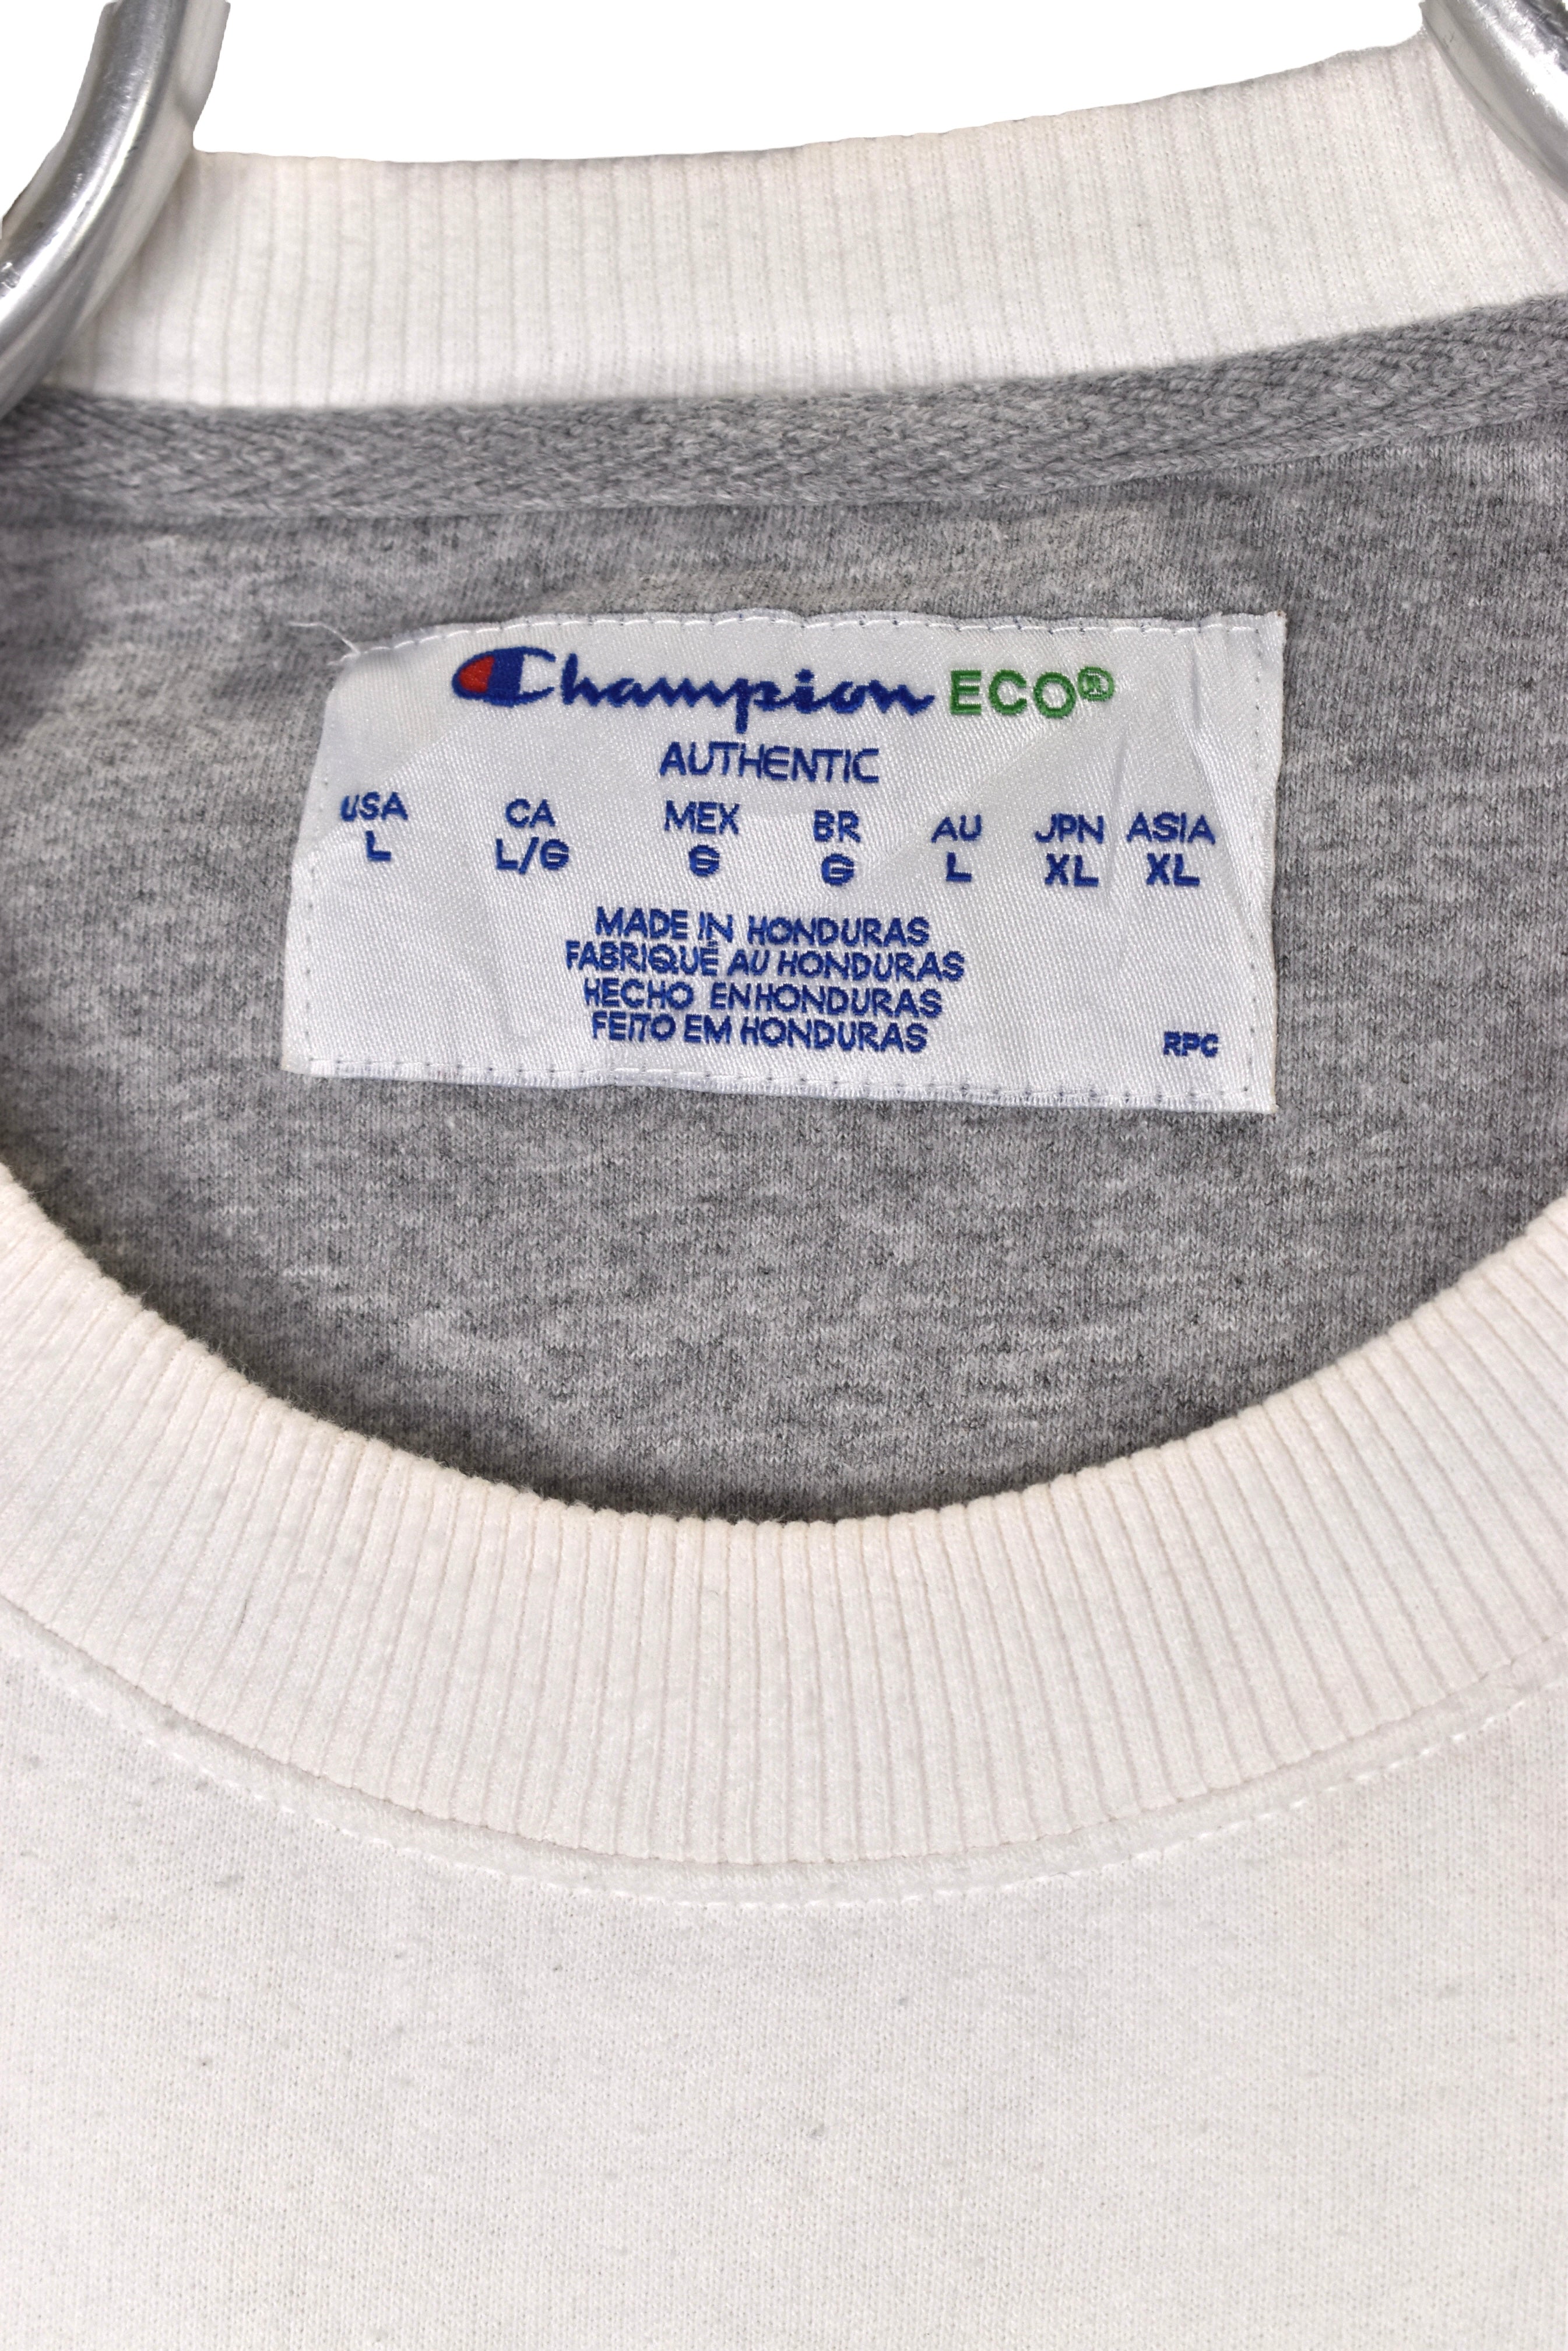 Champion ECO®
AUTHENTIC
USA CA MEX BR AU JPN ASIA
L L/G G G L XL XL
MADE IN HONDURAS
FABRIQUÉ AU HONDURAS
HECHO EN HONDURAS
FEITO EM HONDURAS
RPC